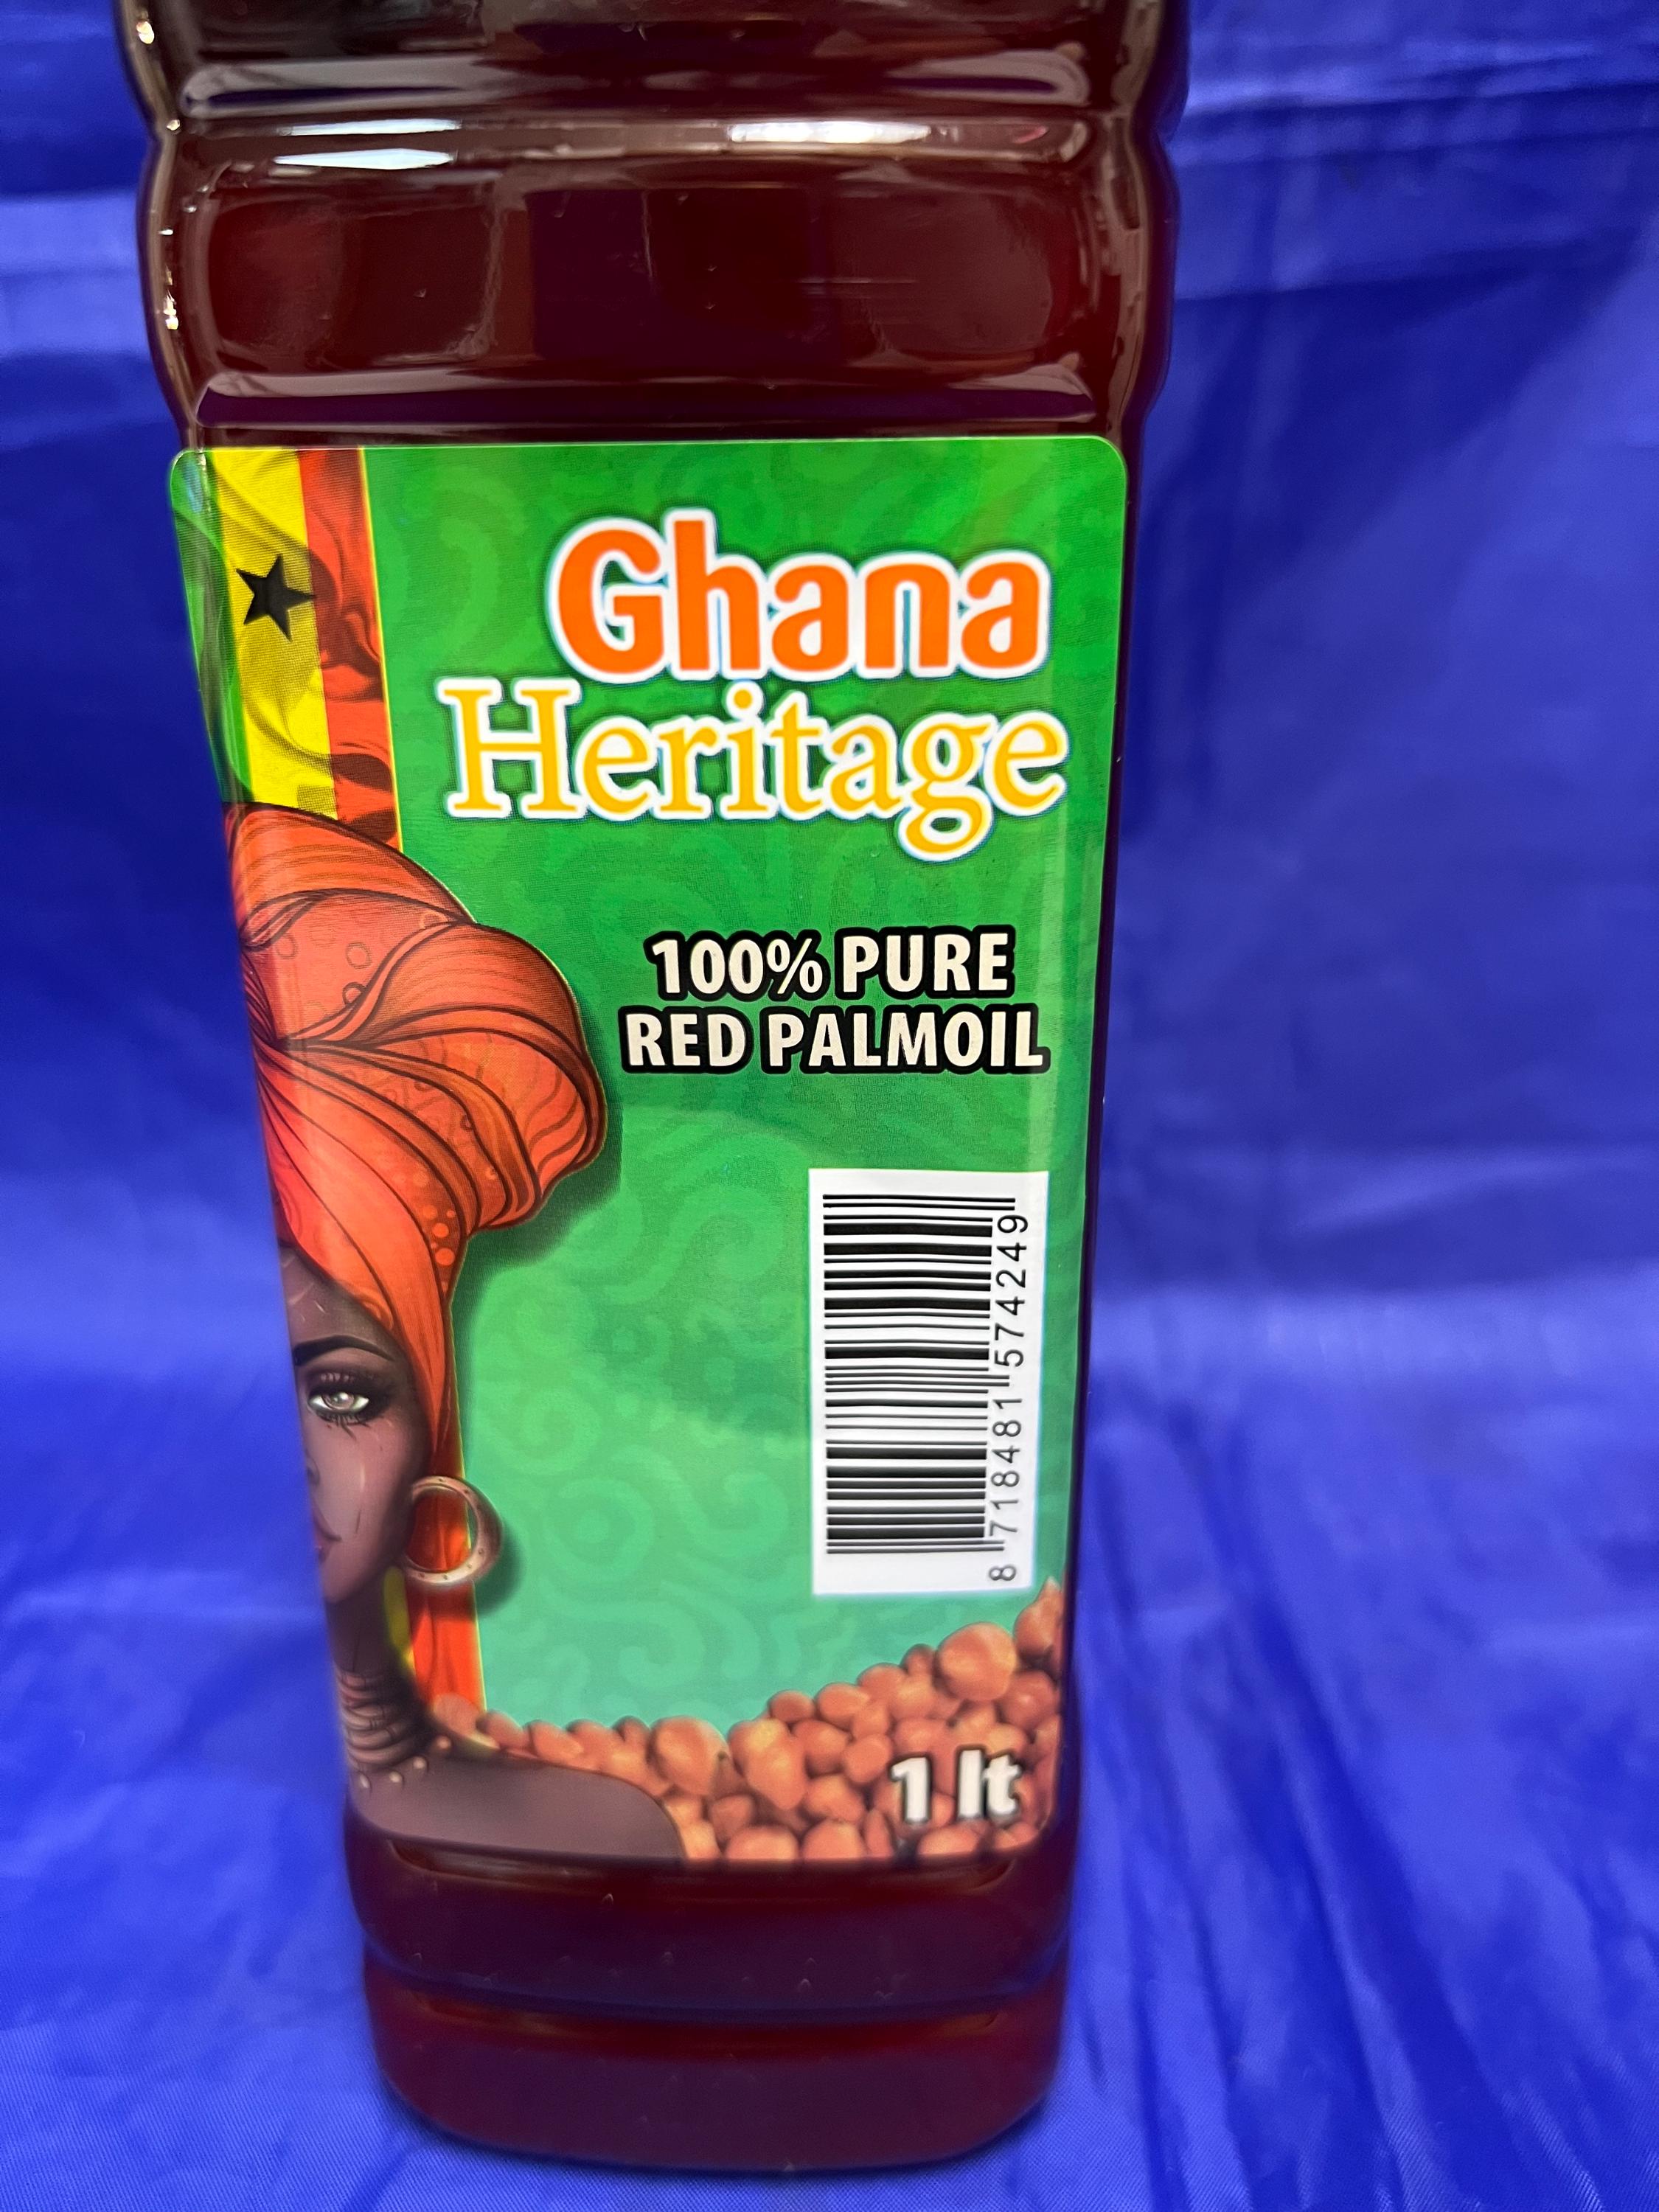 Ghana
Heritage
100% PURE
RED PALMOIL
8 718481 574249
1 lt